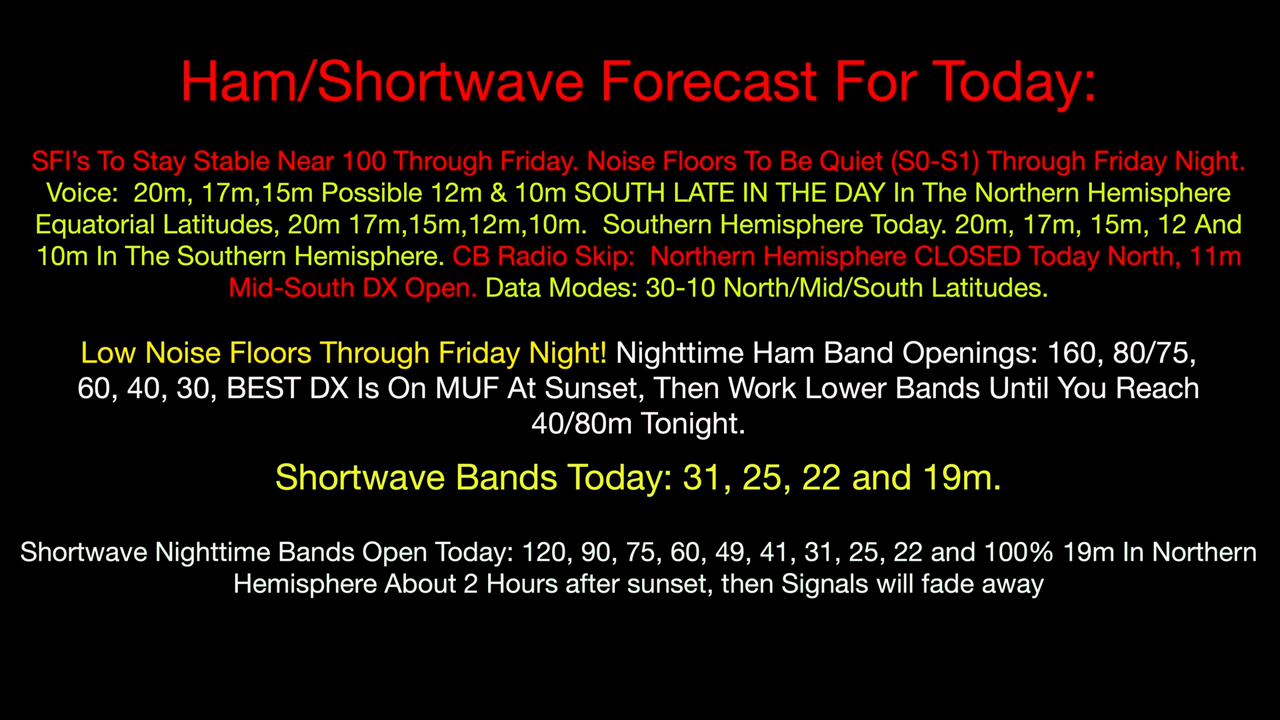 Ham/Shortwave Forecast For Today:
SFI's To Stay Stable Near 100 Through Friday. Noise Floors To Be Quiet (S0-S1) Through Friday Night.
Voice:  20m, 17m,15m Possible 12m & 10m SOUTH LATE IN THE DAY In The Northern Hemisphere
Equatorial Latitudes, 20m 17m,15m,12m,10m.  Southern Hemisphere Today. 20m, 17m, 15m, 12 And
10m In The Southern Hemisphere. CB Radio Skip:  Northern Hemisphere CLOSED Today North, 11m
Mid-South DX Open. Data Modes: 30-10 North/Mid/South Latitudes.
Low Noise Floors Through Friday Night! Nighttime Ham Band Openings: 160, 80/75,
60, 40, 30, BEST DX Is On MUF At Sunset, Then Work Lower Bands Until You Reach
40/80m Tonight.
Shortwave Bands Today: 31, 25, 22 and 19m.
Shortwave Nighttime Bands Open Today: 120, 90, 75, 60, 49, 41, 31, 25, 22 and 100% 19m In Northern
Hemisphere About 2 Hours after sunset, then Signals will fade away